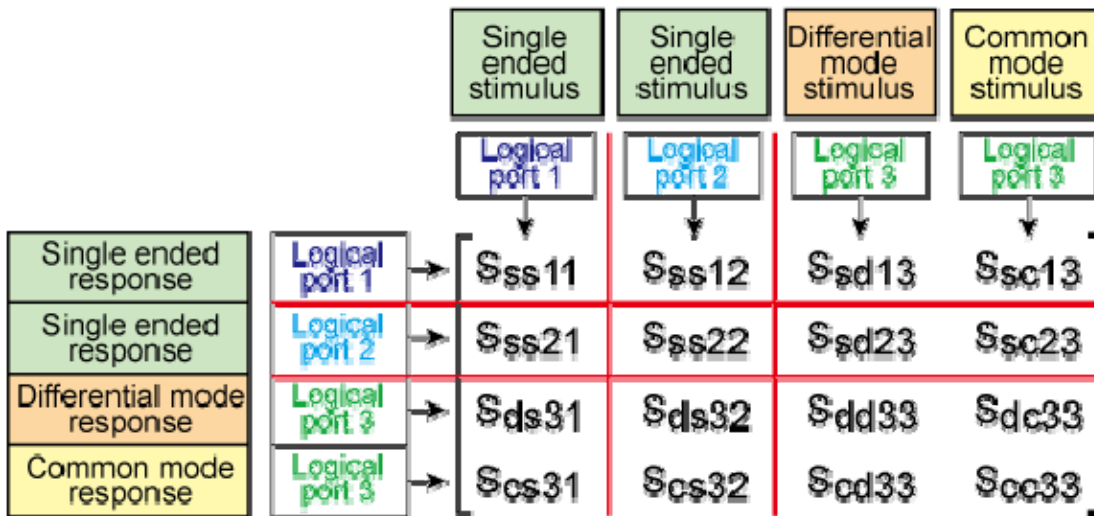 Single ended stimulus
Single ended stimulus
Differential mode stimulus
Common mode stimulus
Logical port 1
Logical port 2
Logical port 3
Logical port 3
Single ended response
Logical port 1
Sss11 Sss12 Ssd13 Ssc13
Single ended response
Logical port 2
Sss21 Sss22 Ssd23 Ssc23
Differential mode response
Logical port 3
Sds31 Sds32 Sdd33 Sdc33
Common mode response
Logical port 3
Scs31 Scs32 Scd33 Scc33